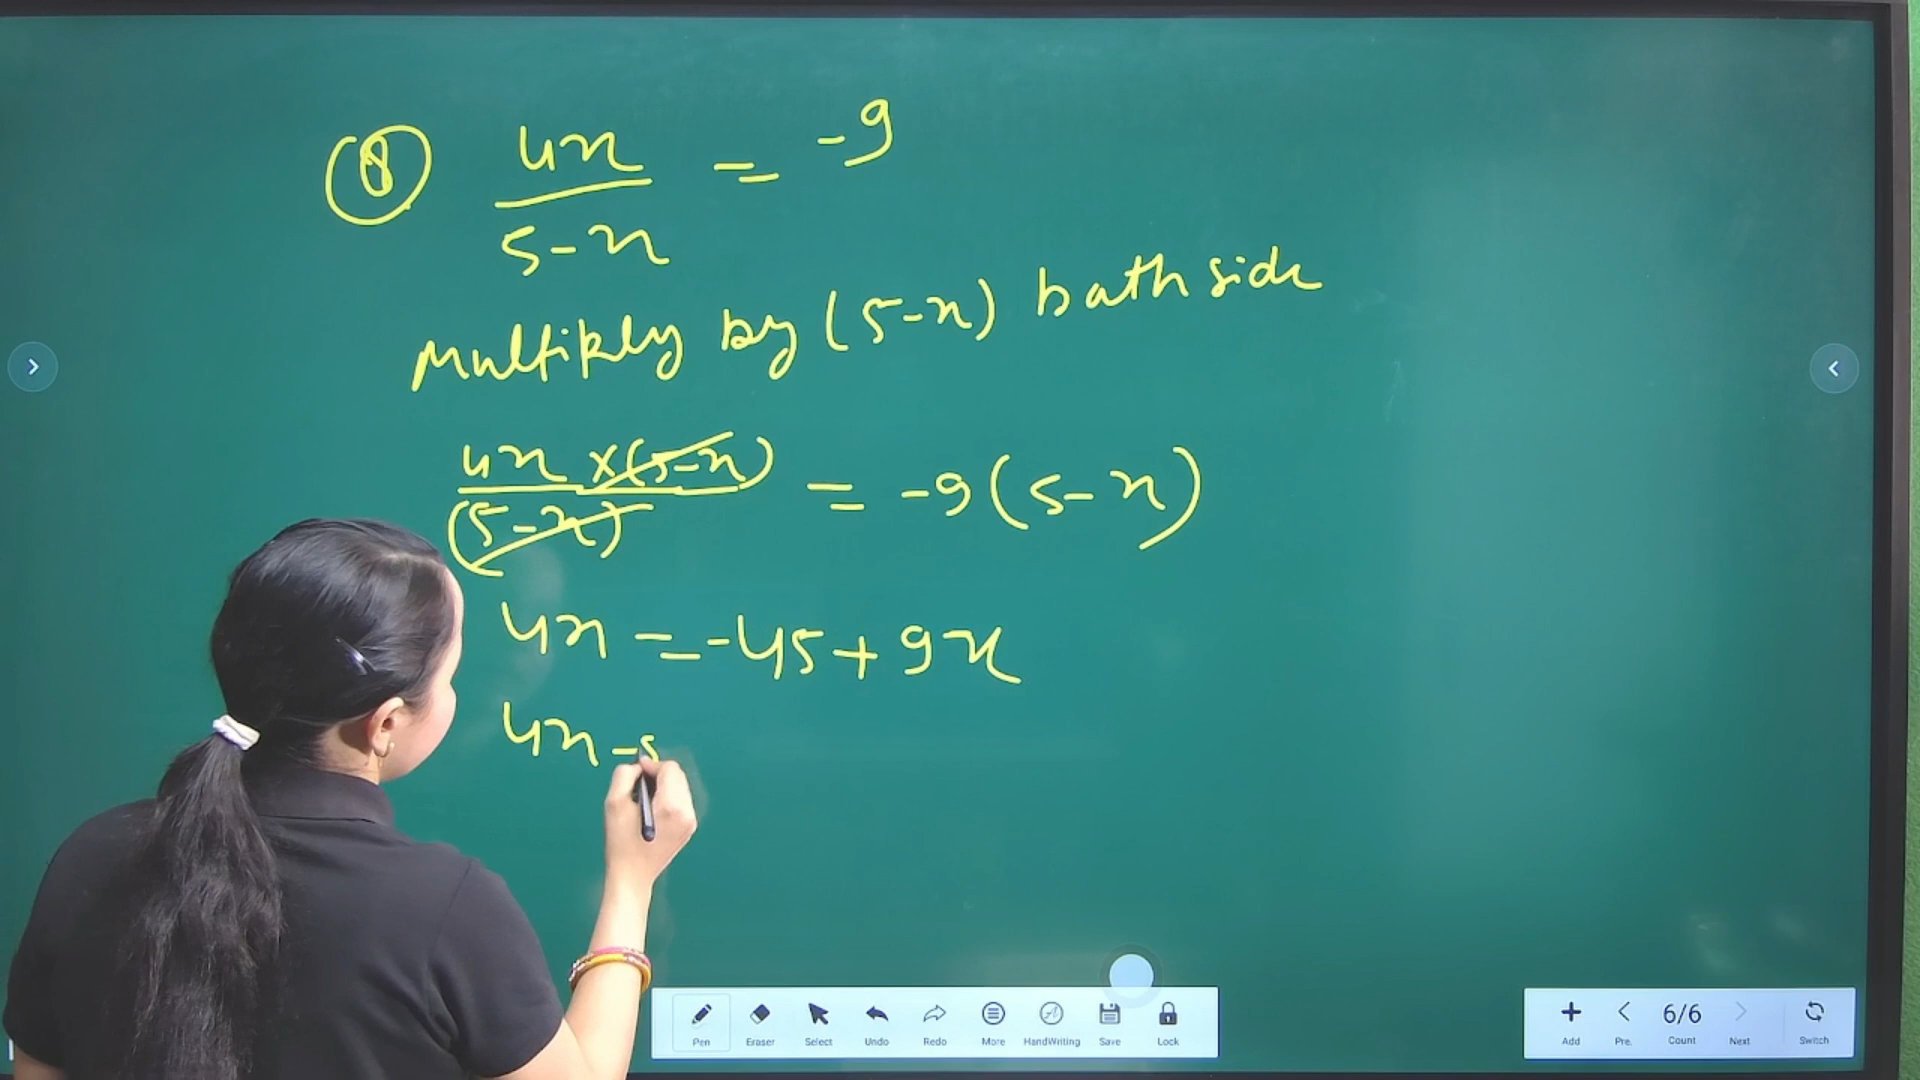 ⑧ 4x/5-x = -9
Multiply by (5-x) bath side
4x×(5-x)/(5-x) = -9(5-x)
4x = -45+9x
4x -
Pen Eraser Select Undo Redo More HandWriting Save Lock
6/6
Add Pre. Count Next Switch